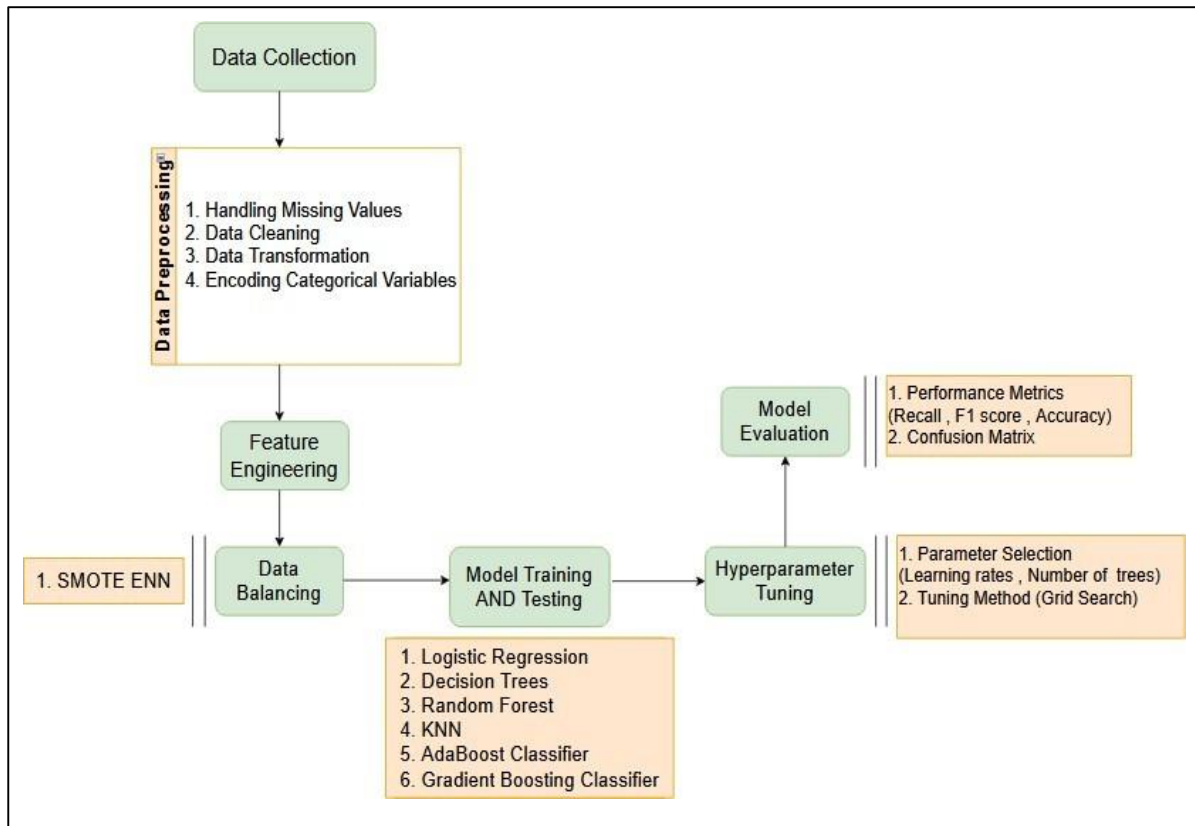 Data Collection
Data Preprocessing
1. Handling Missing Values
2. Data Cleaning
3. Data Transformation
4. Encoding Categorical Variables
Feature
Engineering
1. SMOTE ENN
Data
Balancing
Model Training
AND Testing
1. Logistic Regression
2. Decision Trees
3. Random Forest
4. KNN
5. AdaBoost Classifier
6. Gradient Boosting Classifier
Hyperparameter
Tuning
1. Parameter Selection
(Learning rates , Number of trees)
2. Tuning Method (Grid Search)
Model
Evaluation
1. Performance Metrics
(Recall , F1 score , Accuracy)
2. Confusion Matrix